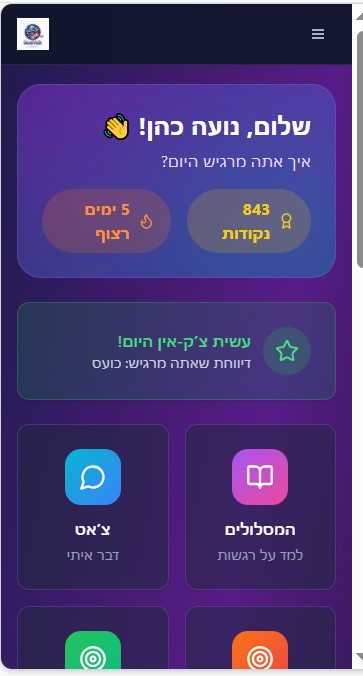 שלום, נועה כהן! 👋
איך אתה מרגיש היום?
843
נקודות
5 ימים
רצוף
עשית צ'ק-אין היום!
דיווחת שאתה מרגיש: כועס
המסלולים
למד על רגשות
צ'אט
דבר איתי